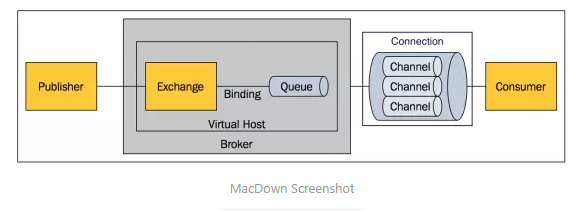 Publisher
Exchange
Binding
Queue
Virtual Host
Broker
Connection
Channel
Channel
Channel
Consumer
MacDown Screenshot